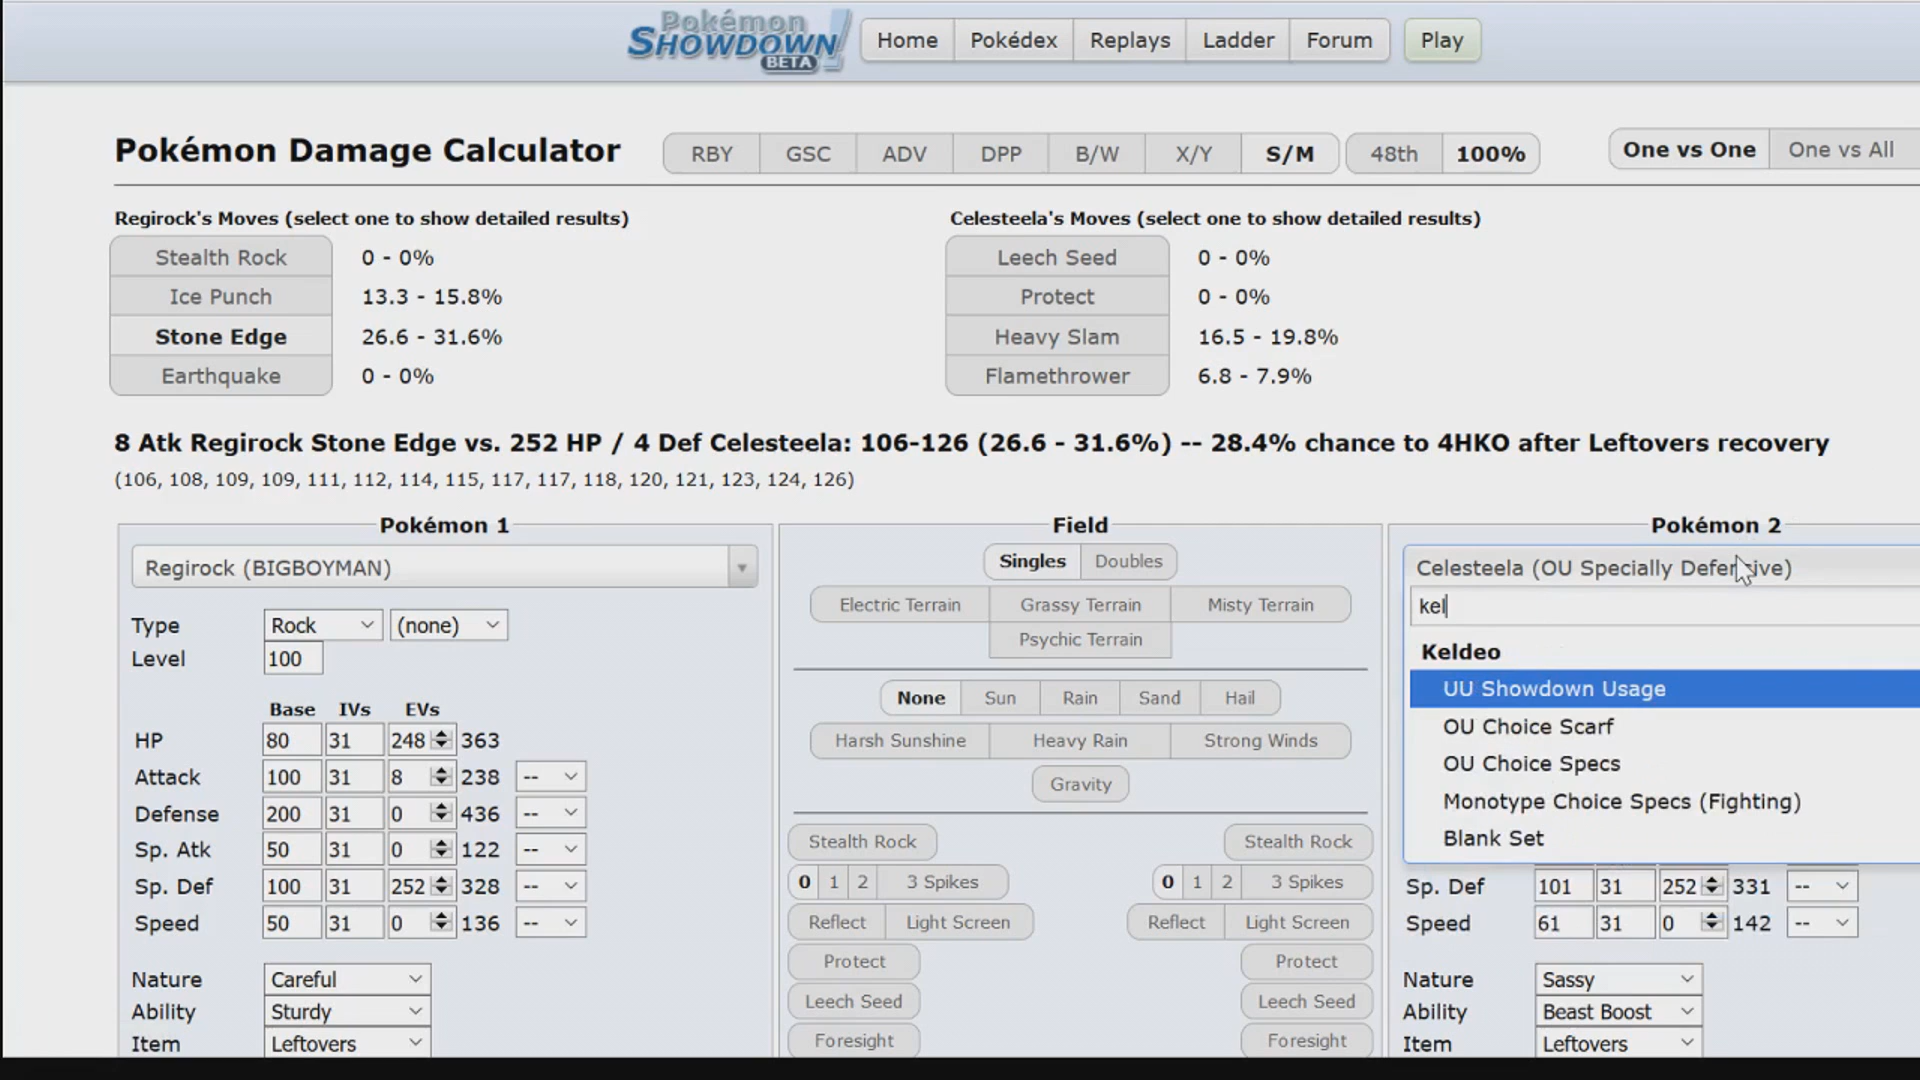 Pokémon
SHOWDOWN!
BETA
Home Pokédex Replays Ladder Forum Play
Pokémon Damage Calculator
RBY GSC ADV DPP B/W X/Y S/M 48th 100% One vs One One vs All
Regirock's Moves (select one to show detailed results)
Stealth Rock 0 - 0%
Ice Punch 13.3 - 15.8%
Stone Edge 26.6 - 31.6%
Earthquake 0 - 0%
Celesteela's Moves (select one to show detailed results)
Leech Seed 0 - 0%
Protect 0 - 0%
Heavy Slam 16.5 - 19.8%
Flamethrower 6.8 - 7.9%
8 Atk Regirock Stone Edge vs. 252 HP / 4 Def Celesteela: 106-126 (26.6 - 31.6%) -- 28.4% chance to 4HKO after Leftovers recovery
(106, 108, 109, 109, 111, 112, 114, 115, 117, 117, 118, 120, 121, 123, 124, 126)
Pokémon 1
Regirock (BIGBOYMAN)
Type Rock (none)
Level 100
Base IVs EVs
HP 80 31 248 363
Attack 100 31 8 238 --
Defense 200 31 0 436 --
Sp. Atk 50 31 0 122 --
Sp. Def 100 31 252 328 --
Speed 50 31 0 136 --
Nature Careful
Ability Sturdy
Item Leftovers
Field
Singles Doubles
Electric Terrain Grassy Terrain Misty Terrain
Psychic Terrain
None Sun Rain Sand Hail
Harsh Sunshine Heavy Rain Strong Winds
Gravity
Stealth Rock Stealth Rock
0 1 2 3 Spikes 0 1 2 3 Spikes
Reflect Light Screen Reflect Light Screen
Protect Protect
Leech Seed Leech Seed
Foresight Foresight
Pokémon 2
Celesteela (OU Specially Defensive)
kel
Keldeo
UU Showdown Usage
OU Choice Scarf
OU Choice Specs
Monotype Choice Specs (Fighting)
Blank Set
Sp. Def 101 31 252 331 --
Speed 61 31 0 142 --
Nature Sassy
Ability Beast Boost
Item Leftovers